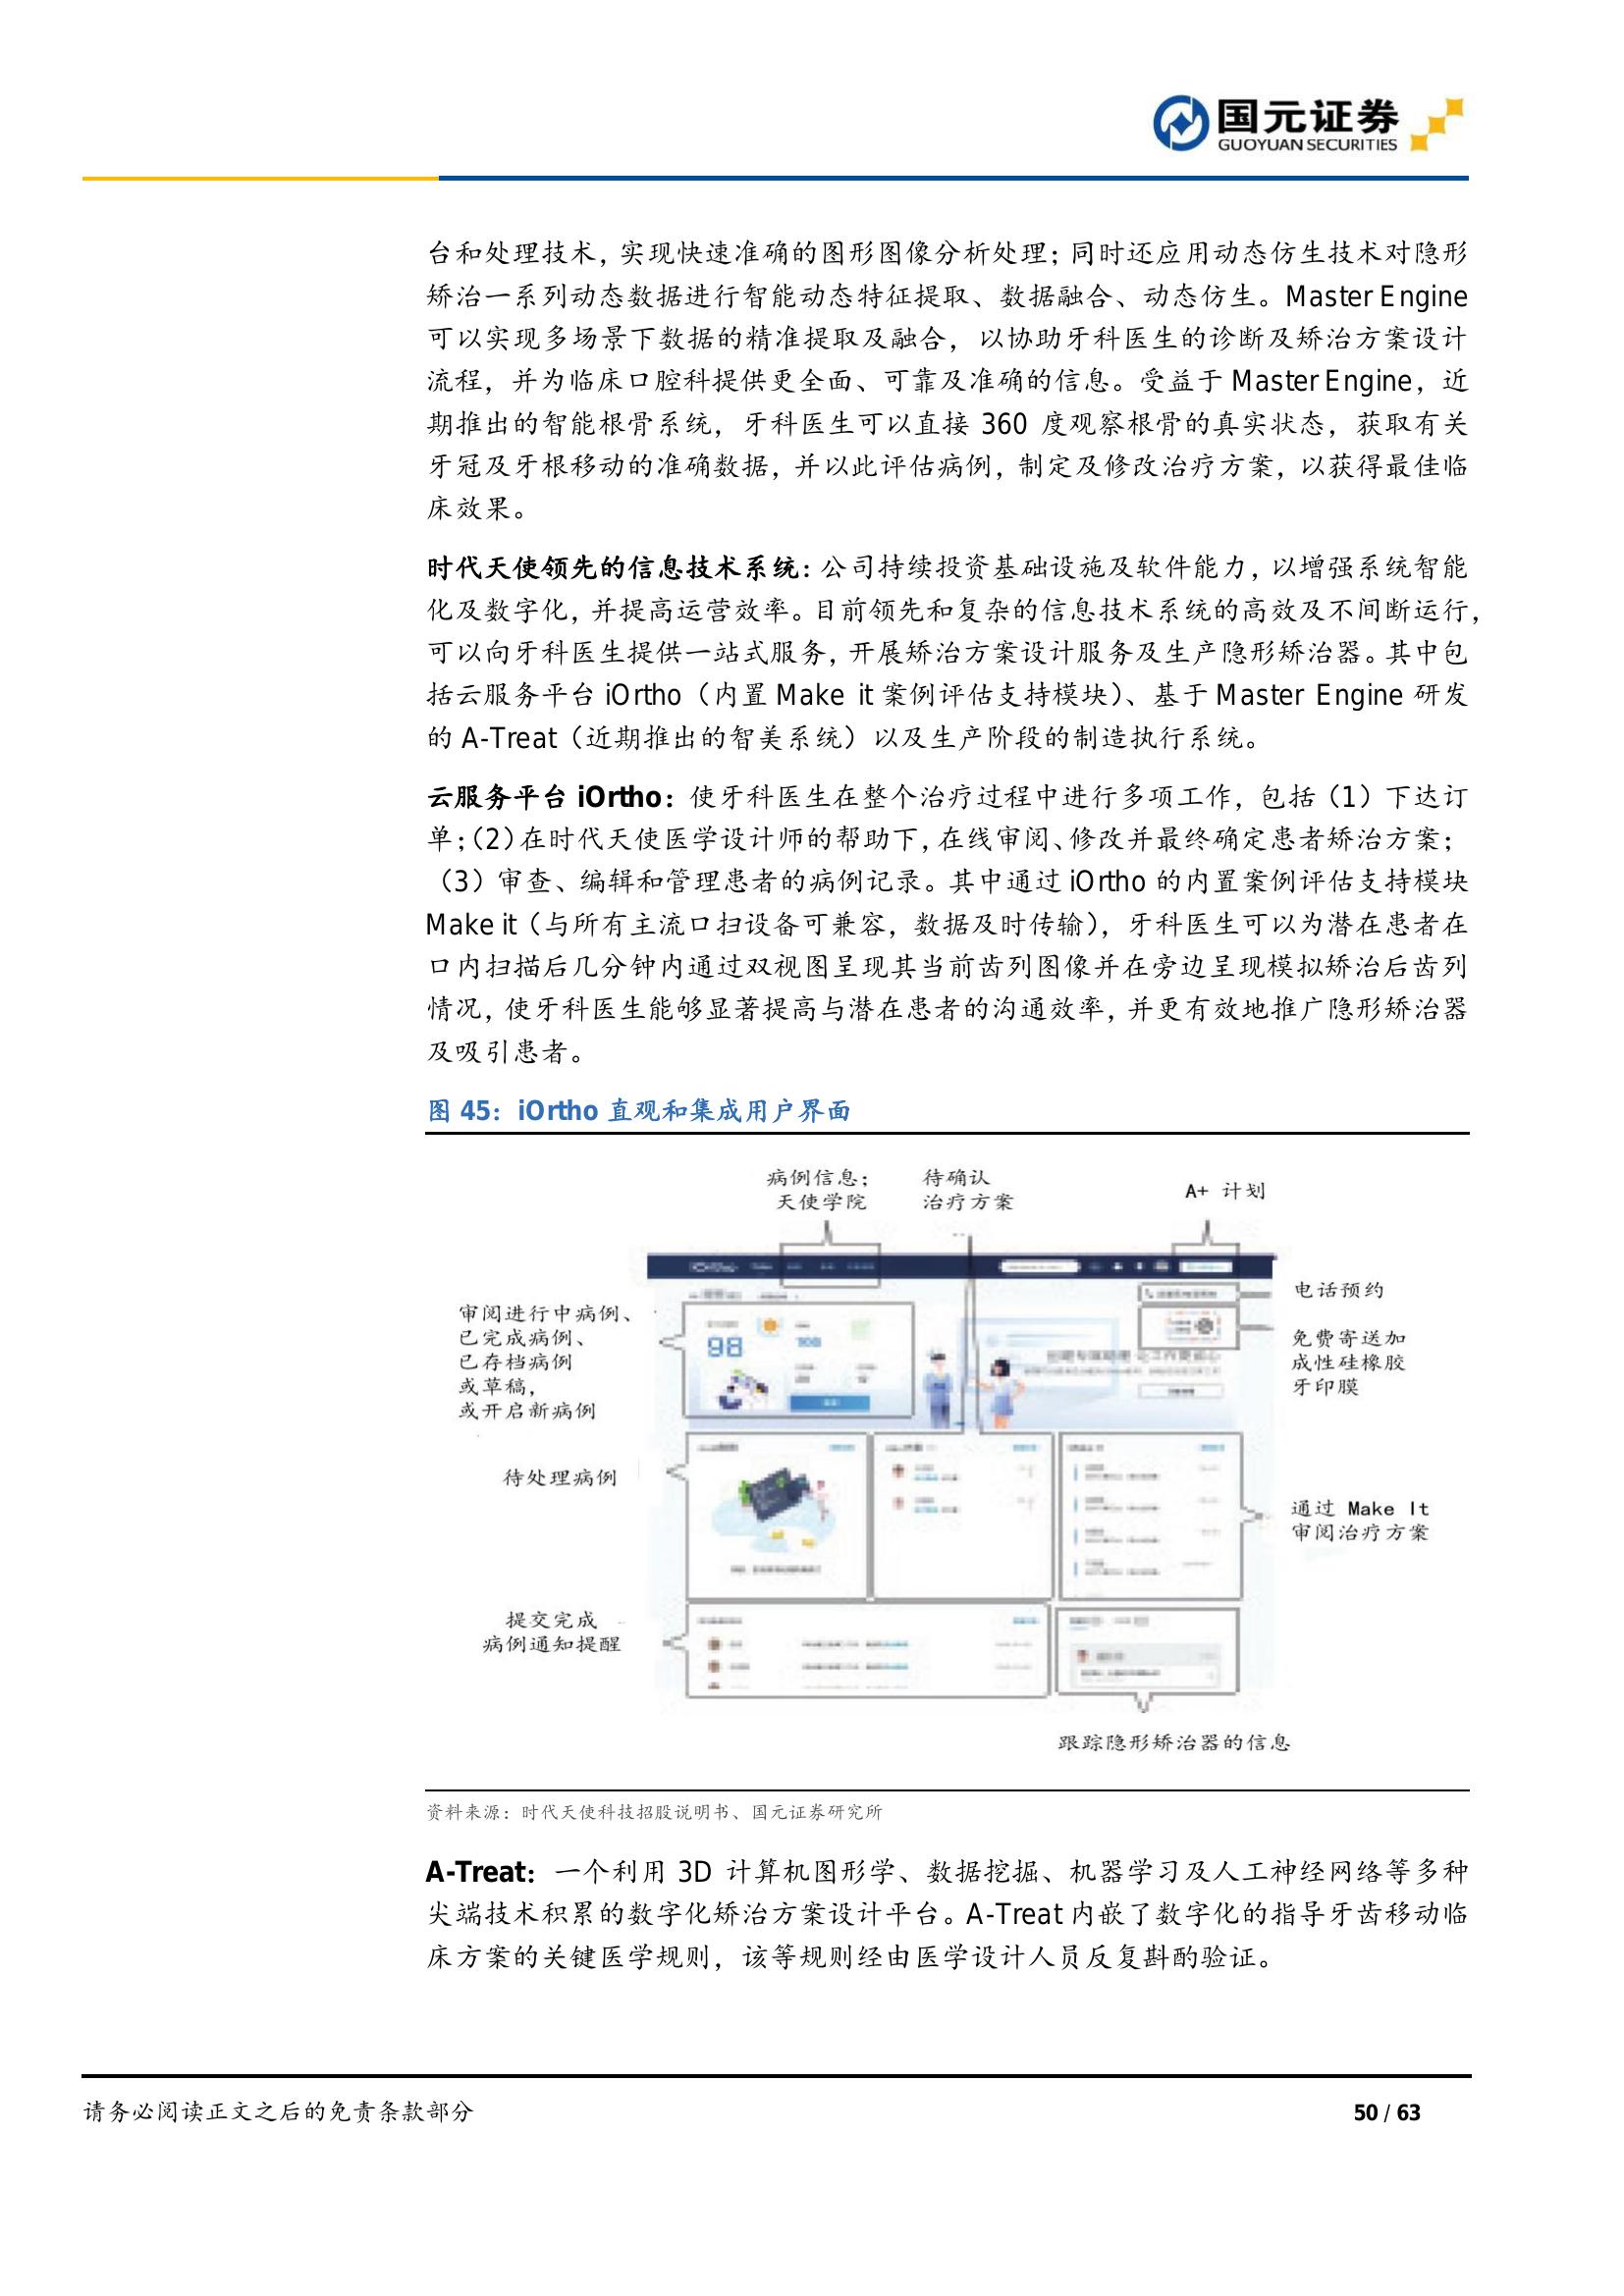 国元证券
GUOYUAN SECURITIES
台和处理技术，实现快速准确的图形图像分析处理；同时还应用动态仿生技术对隐形
矫治一系列动态数据进行智能动态特征提取、数据融合、动态仿生。Master Engine
可以实现多场景下数据的精准提取及融合，以协助牙科医生的诊断及矫治方案设计
流程，并为临床口腔科提供更全面、可靠及准确的信息。受益于 Master Engine，近
期推出的智能根骨系统，牙科医生可以直接 360 度观察根骨的真实状态，获取有关
牙冠及牙根移动的准确数据，并以此评估病例，制定及修改治疗方案，以获得最佳临
床效果。
时代天使领先的信息技术系统：公司持续投资基础设施及软件能力，以增强系统智能
化及数字化，并提高运营效率。目前领先和复杂的信息技术系统的高效及不间断运行，
可以向牙科医生提供一站式服务，开展矫治方案设计服务及生产隐形矫治器。其中包
括云服务平台 iOrtho（内置 Make it 案例评估支持模块）、基于 Master Engine 研发
的 A-Treat（近期推出的智美系统）以及生产阶段的制造执行系统。
云服务平台 iOrtho：使牙科医生在整个治疗过程中进行多项工作，包括（1）下达订
单；（2）在时代天使医学设计师的帮助下，在线审阅、修改并最终确定患者矫治方案；
（3）审查、编辑和管理患者的病例记录。其中通过 iOrtho 的内置案例评估支持模块
Make it（与所有主流口扫设备可兼容，数据及时传输），牙科医生可以为潜在患者在
口内扫描后几分钟内通过双视图呈现其当前齿列图像并在旁边呈现模拟矫治后齿列
情况，使牙科医生能够显著提高与潜在患者的沟通效率，并更有效地推广隐形矫治器
及吸引患者。
图 45：iOrtho 直观和集成用户界面
病例信息；
天使学院
待确认
治疗方案
A+ 计划
电话预约
审阅进行中病例、
已完成病例、
已存档病例
或草稿，
或开启新病例
98
免费寄送加
成性硅橡胶
牙印膜
待处理病例
通过 Make It
审阅治疗方案
提交完成
病例通知提醒
跟踪隐形矫治器的信息
资料来源：时代天使科技招股说明书、国元证券研究所
A-Treat：一个利用 3D 计算机图形学、数据挖掘、机器学习及人工神经网络等多种
尖端技术积累的数字化矫治方案设计平台。A-Treat 内嵌了数字化的指导牙齿移动临
床方案的关键医学规则，该等规则经由医学设计人员反复斟酌验证。
请务必阅读正文之后的免责条款部分
50 / 63